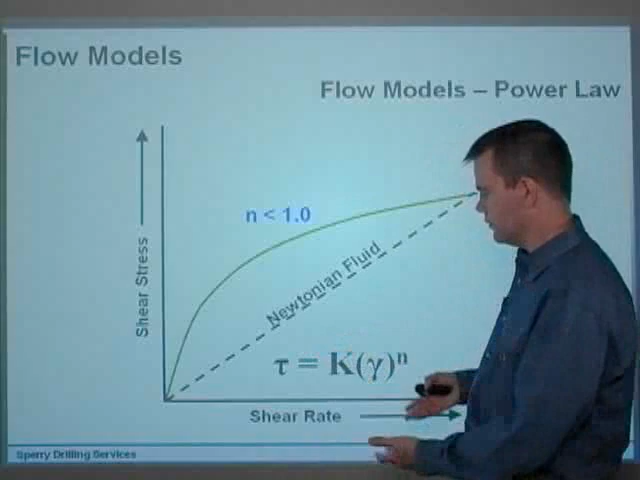 Flow Models
Flow Models – Power Law
n < 1.0
Shear Stress
Newtonian Fluid
τ = K(γ)ⁿ
Shear Rate
Sperry Drilling Services